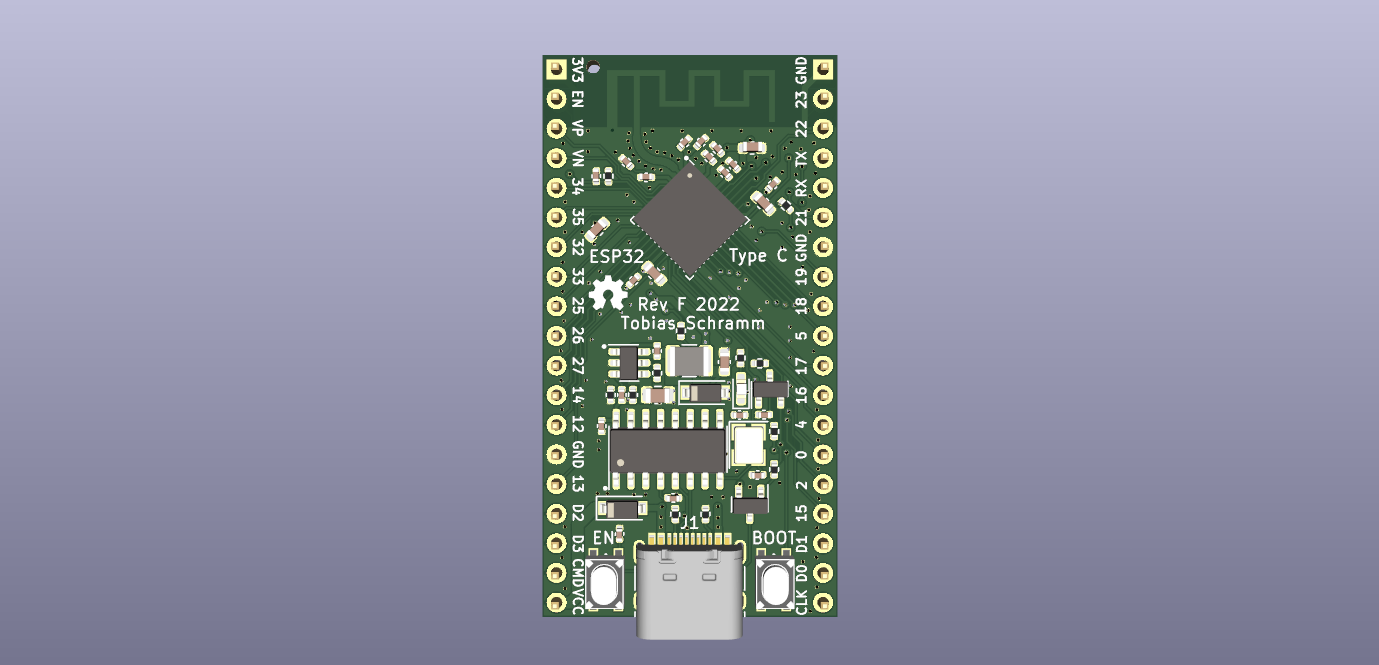 3V3
EN
VP
VN
34
35
32
33
25
26
27
14
12
GND
13
D2
D3
CMD
VCC
GND
23
22
TX
RX
21
GND
19
18
5
17
16
4
0
2
15
D1
D0
CLK
ESP32
Type C
Rev F 2022
Tobias Schramm
J1
EN
BOOT